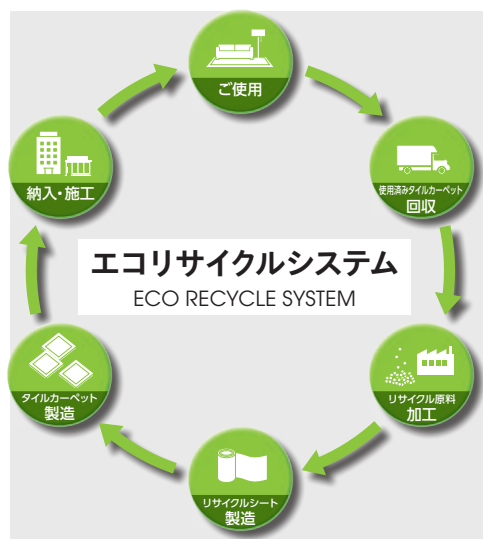 ご使用
使用済みタイルカーペット
回収
リサイクル原料
加工
リサイクルシート
製造
タイルカーペット
製造
納入・施工
エコリサイクルシステム
ECO RECYCLE SYSTEM